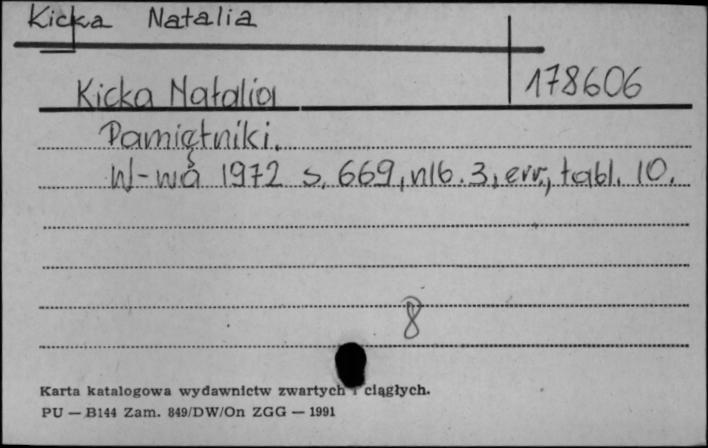 Kicka Natalia
178606
Kicka Natalia
Pamiętniki.
W-wa 1972 s. 669, nlb. 3, err., tabl. 10.
8
Karta katalogowa wydawnictw zwartych i ciągłych.
PU — B144 Zam. 849/DW/On ZGG — 1991